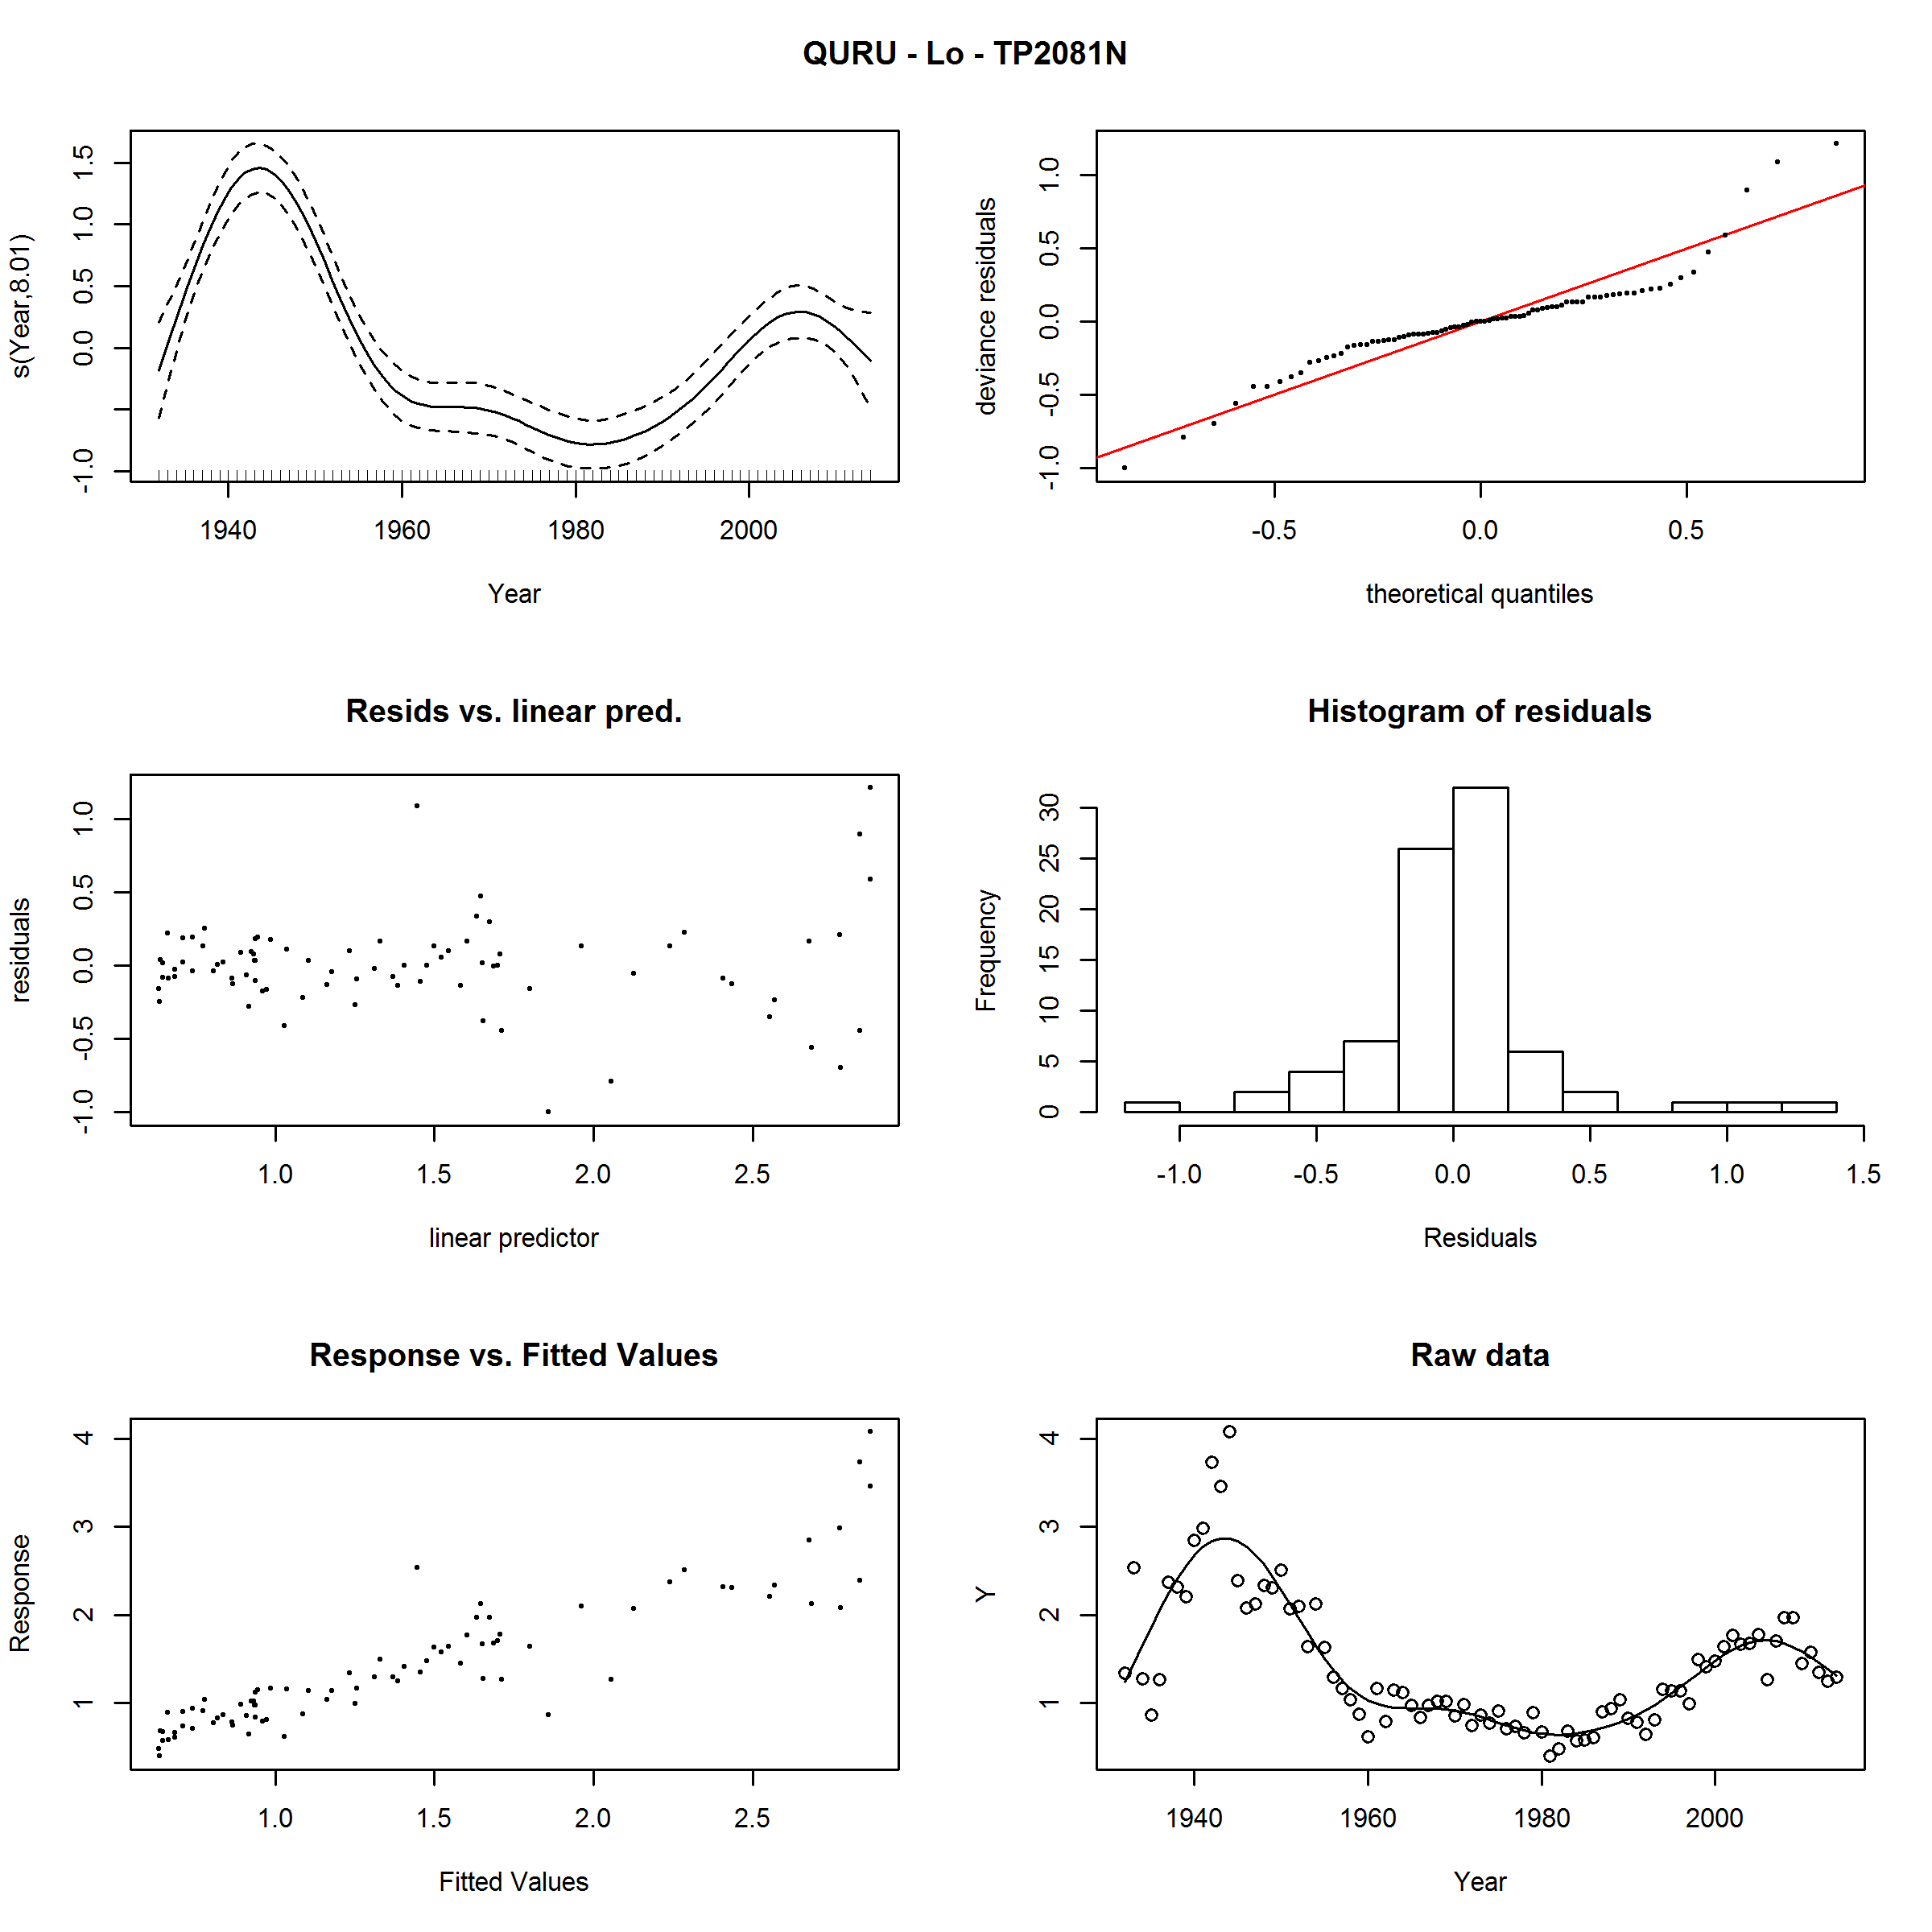 QURU - Lo - TP2081N
s(Year,8.01)
-1.0 0.0 0.5 1.0 1.5
1940 1960 1980 2000
Year
deviance residuals
-1.0 -0.5 0.0 0.5 1.0
-0.5 0.0 0.5
theoretical quantiles
Resids vs. linear pred.
residuals
-1.0 -0.5 0.0 0.5 1.0
1.0 1.5 2.0 2.5
linear predictor
Histogram of residuals
Frequency
0 5 10 15 20 25 30
-1.0 -0.5 0.0 0.5 1.0 1.5
Residuals
Response vs. Fitted Values
Response
1 2 3 4
1.0 1.5 2.0 2.5
Fitted Values
Raw data
Y
1 2 3 4
1940 1960 1980 2000
Year